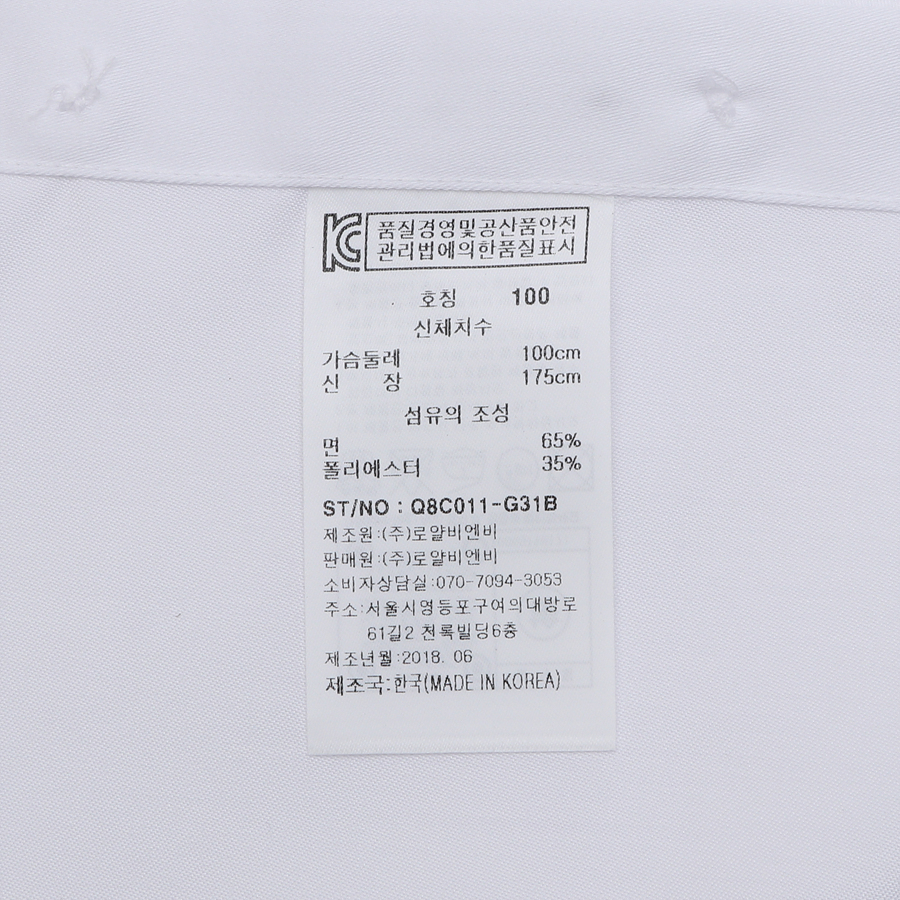 KC 품질경영및공산품안전
관리법에의한품질표시
호칭 100
신체치수
가슴둘레 100cm
신 장 175cm
섬유의 조성
면 65%
폴리에스터 35%
ST/NO : Q8C011-G31B
제조원:(주)로얄비엔비
판매원:(주)로얄비엔비
소비자상담실:070-7094-3053
주소:서울시영등포구여의대방로
61길2 천록빌딩6층
제조년월:2018. 06
제조국:한국(MADE IN KOREA)